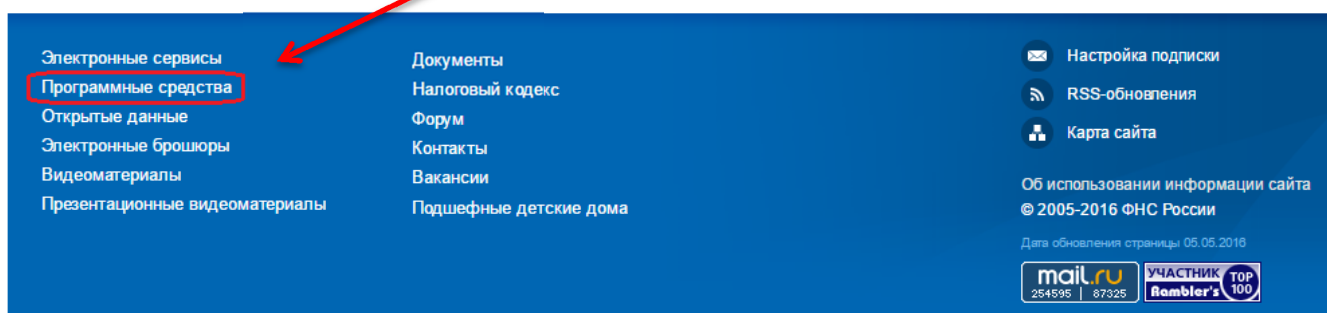 Электронные сервисы
Программные средства
Открытые данные
Электронные брошюры
Видеоматериалы
Презентационные видеоматериалы
Документы
Налоговый кодекс
Форум
Контакты
Вакансии
Подшефные детские дома
Настройка подписки
RSS-обновления
Карта сайта
Об использовании информации сайта
© 2005-2016 ФНС России
Дата обновления страницы 05.05.2016
mail.ru
254595 | 87325
УЧАСТНИК TOP
Rambler's 100